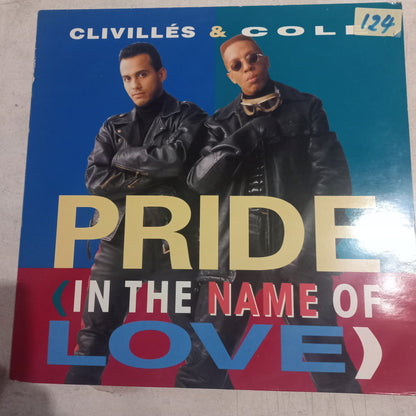 CLIVILLÉS & COL
124
PRIDE
(IN THE NAME OF
LOVE)